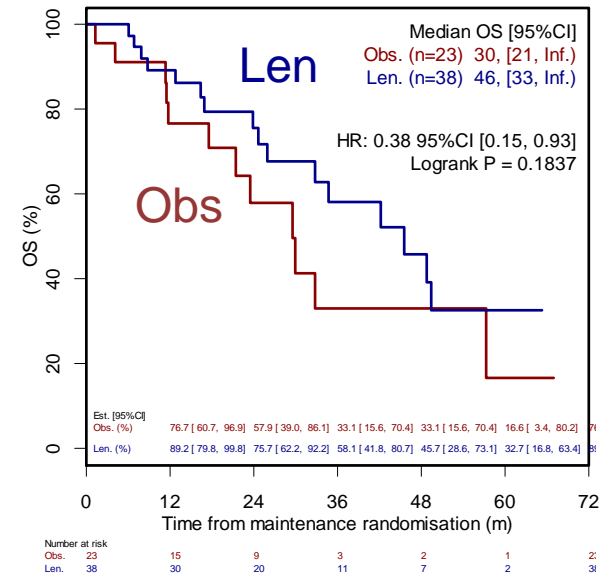 Median OS [95%CI]
Obs. (n=23) 30, [21, Inf.)
Len. (n=38) 46, [33, Inf.)
HR: 0.38 95%CI [0.15, 0.93]
Logrank P = 0.1837
Len
Obs
OS (%)
100
80
60
40
20
0
Est. [95%CI]
Obs. (%) 76.7 [ 60.7, 96.9] 57.9 [ 39.0, 86.1] 33.1 [ 15.6, 70.4] 33.1 [ 15.6, 70.4] 16.6 [ 3.4, 80.2]
Len. (%) 89.2 [ 79.8, 99.8] 75.7 [ 62.2, 92.2] 58.1 [ 41.8, 80.7] 45.7 [ 28.6, 73.1] 32.7 [ 16.8, 63.4]
0 12 24 36 48 60 72
Time from maintenance randomisation (m)
Number at risk
Obs. 23 15 9 3 2 1 23
Len. 38 30 20 11 7 2 38